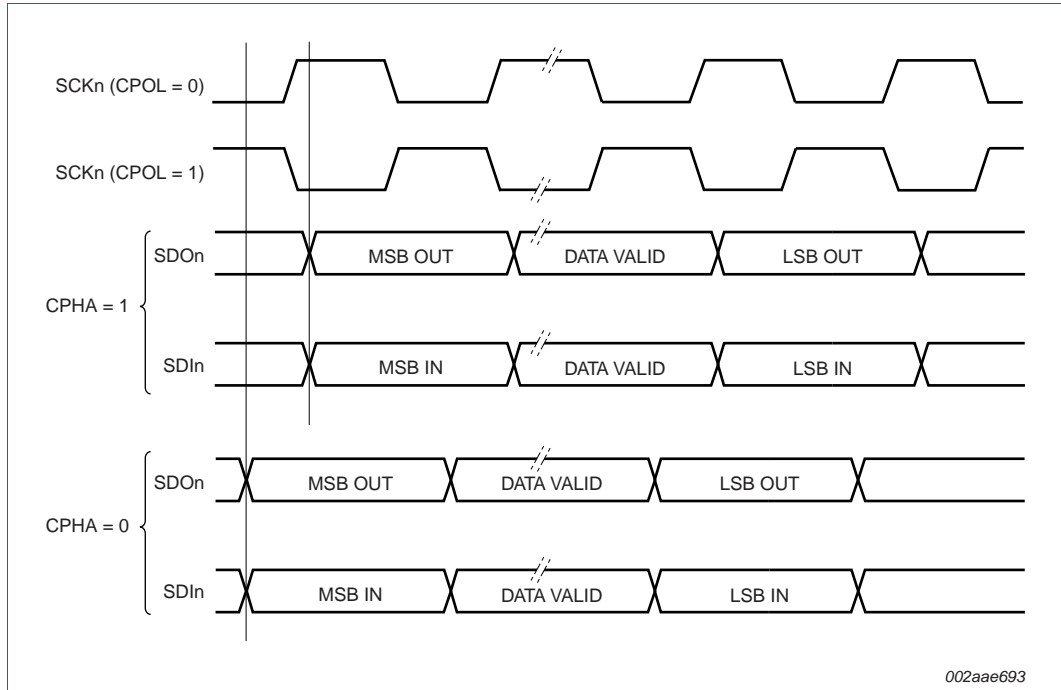 SCKn (CPOL = 0)
SCKn (CPOL = 1)
CPHA = 1
SDOn
MSB OUT
DATA VALID
LSB OUT
SDIn
MSB IN
DATA VALID
LSB IN
CPHA = 0
SDOn
MSB OUT
DATA VALID
LSB OUT
SDIn
MSB IN
DATA VALID
LSB IN
002aae693